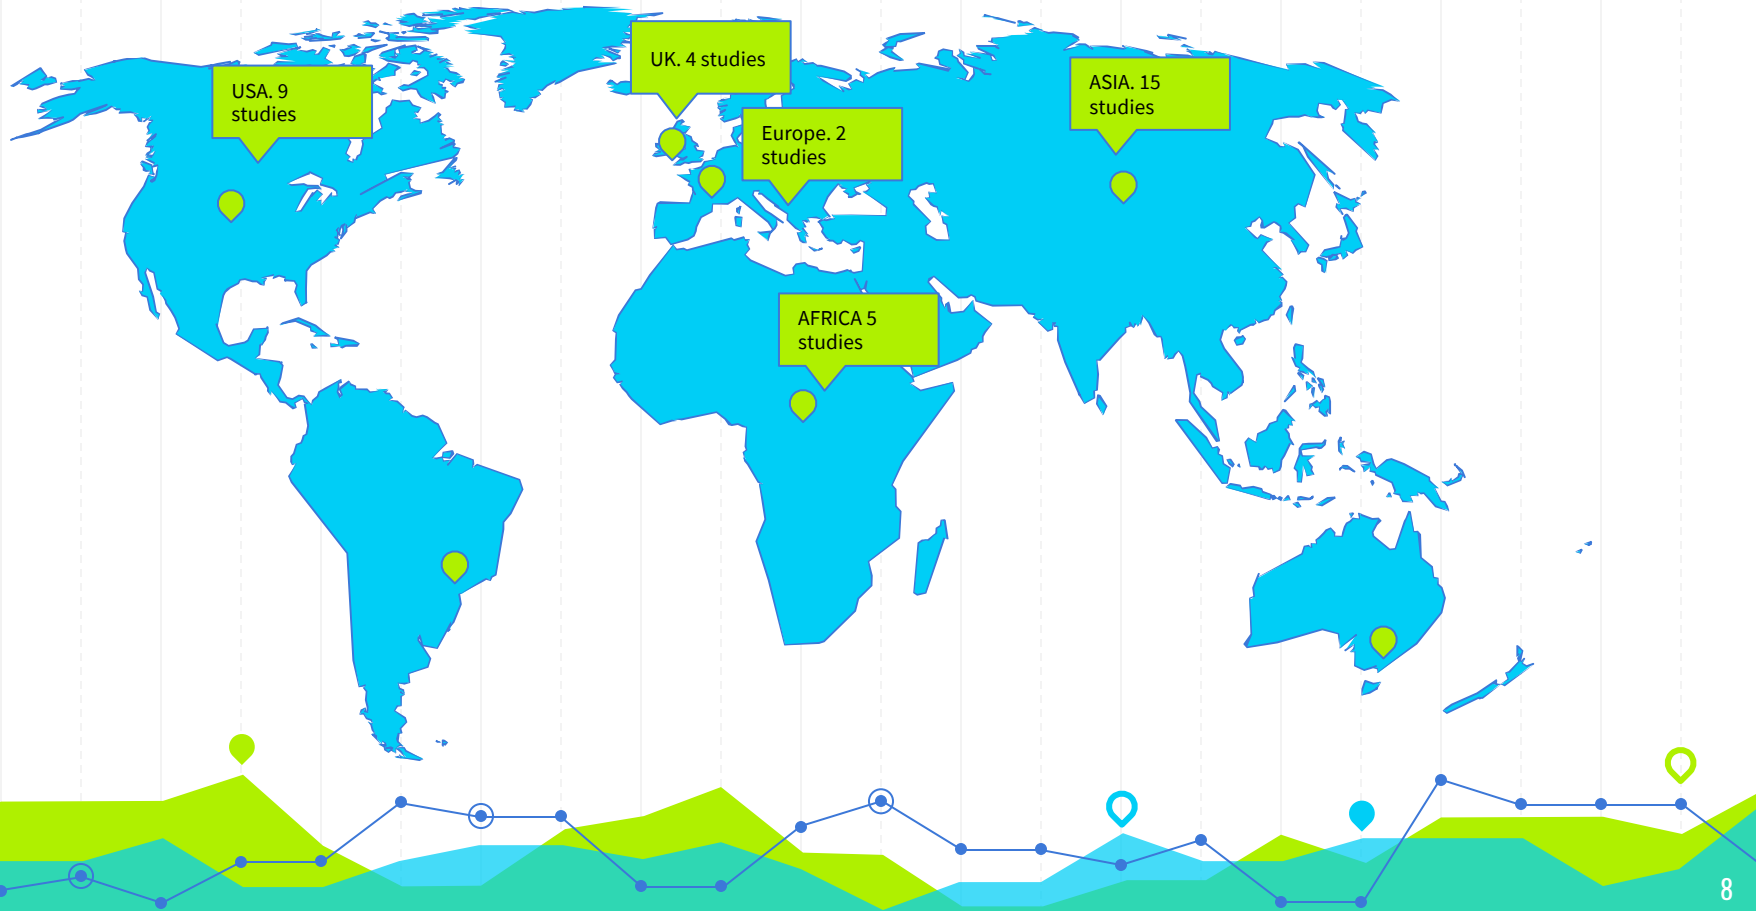 UK. 4 studies
USA. 9
studies
ASIA. 15
studies
Europe. 2
studies
AFRICA 5
studies
8